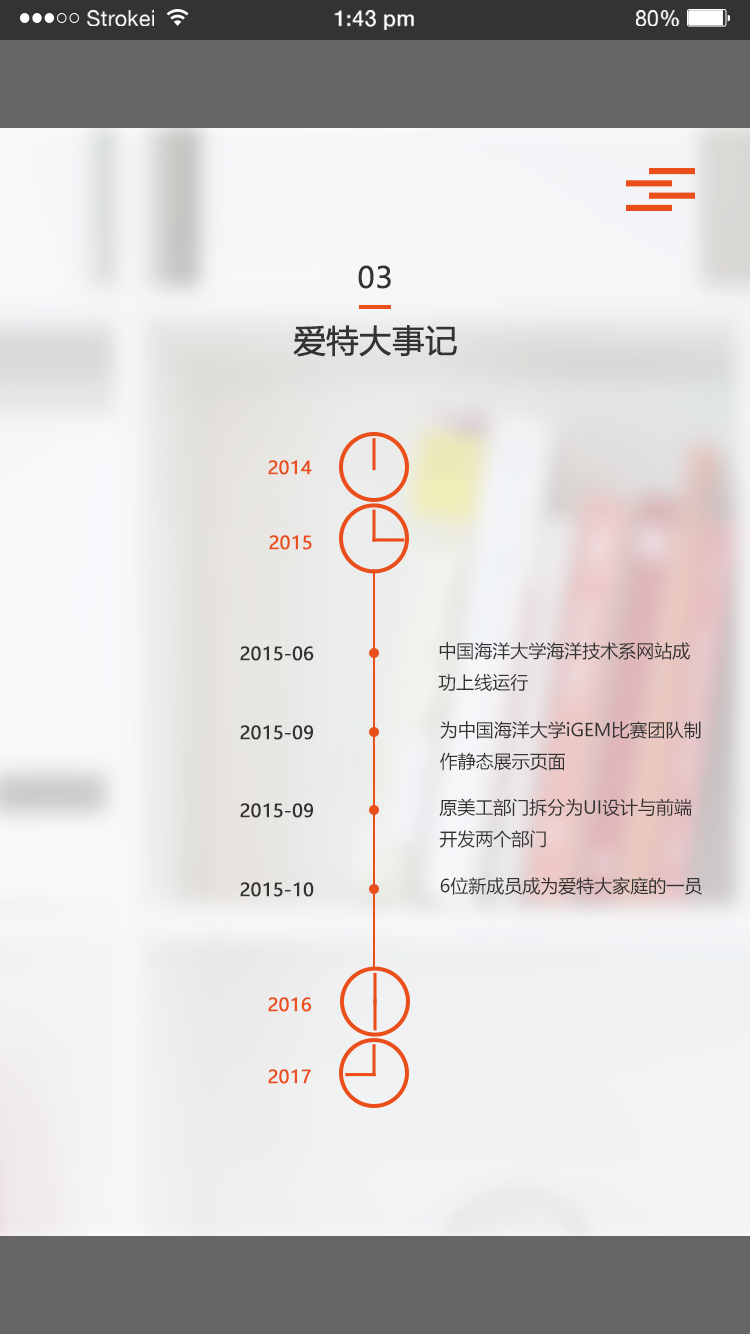 Strokei
1:43 pm
80%
03
爱特大事记
2014
2015
2015-06
中国海洋大学海洋技术系网站成
功上线运行
2015-09
为中国海洋大学iGEM比赛团队制
作静态展示页面
2015-09
原美工部门拆分为UI设计与前端
开发两个部门
2015-10
6位新成员成为爱特大家庭的一员
2016
2017